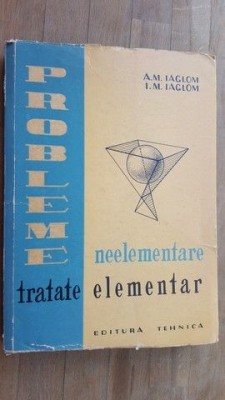 A.M. IAGLOM
I.M. IAGLOM
PROBLEME
neelementare
tratate elementar
EDITURA TEHNICA